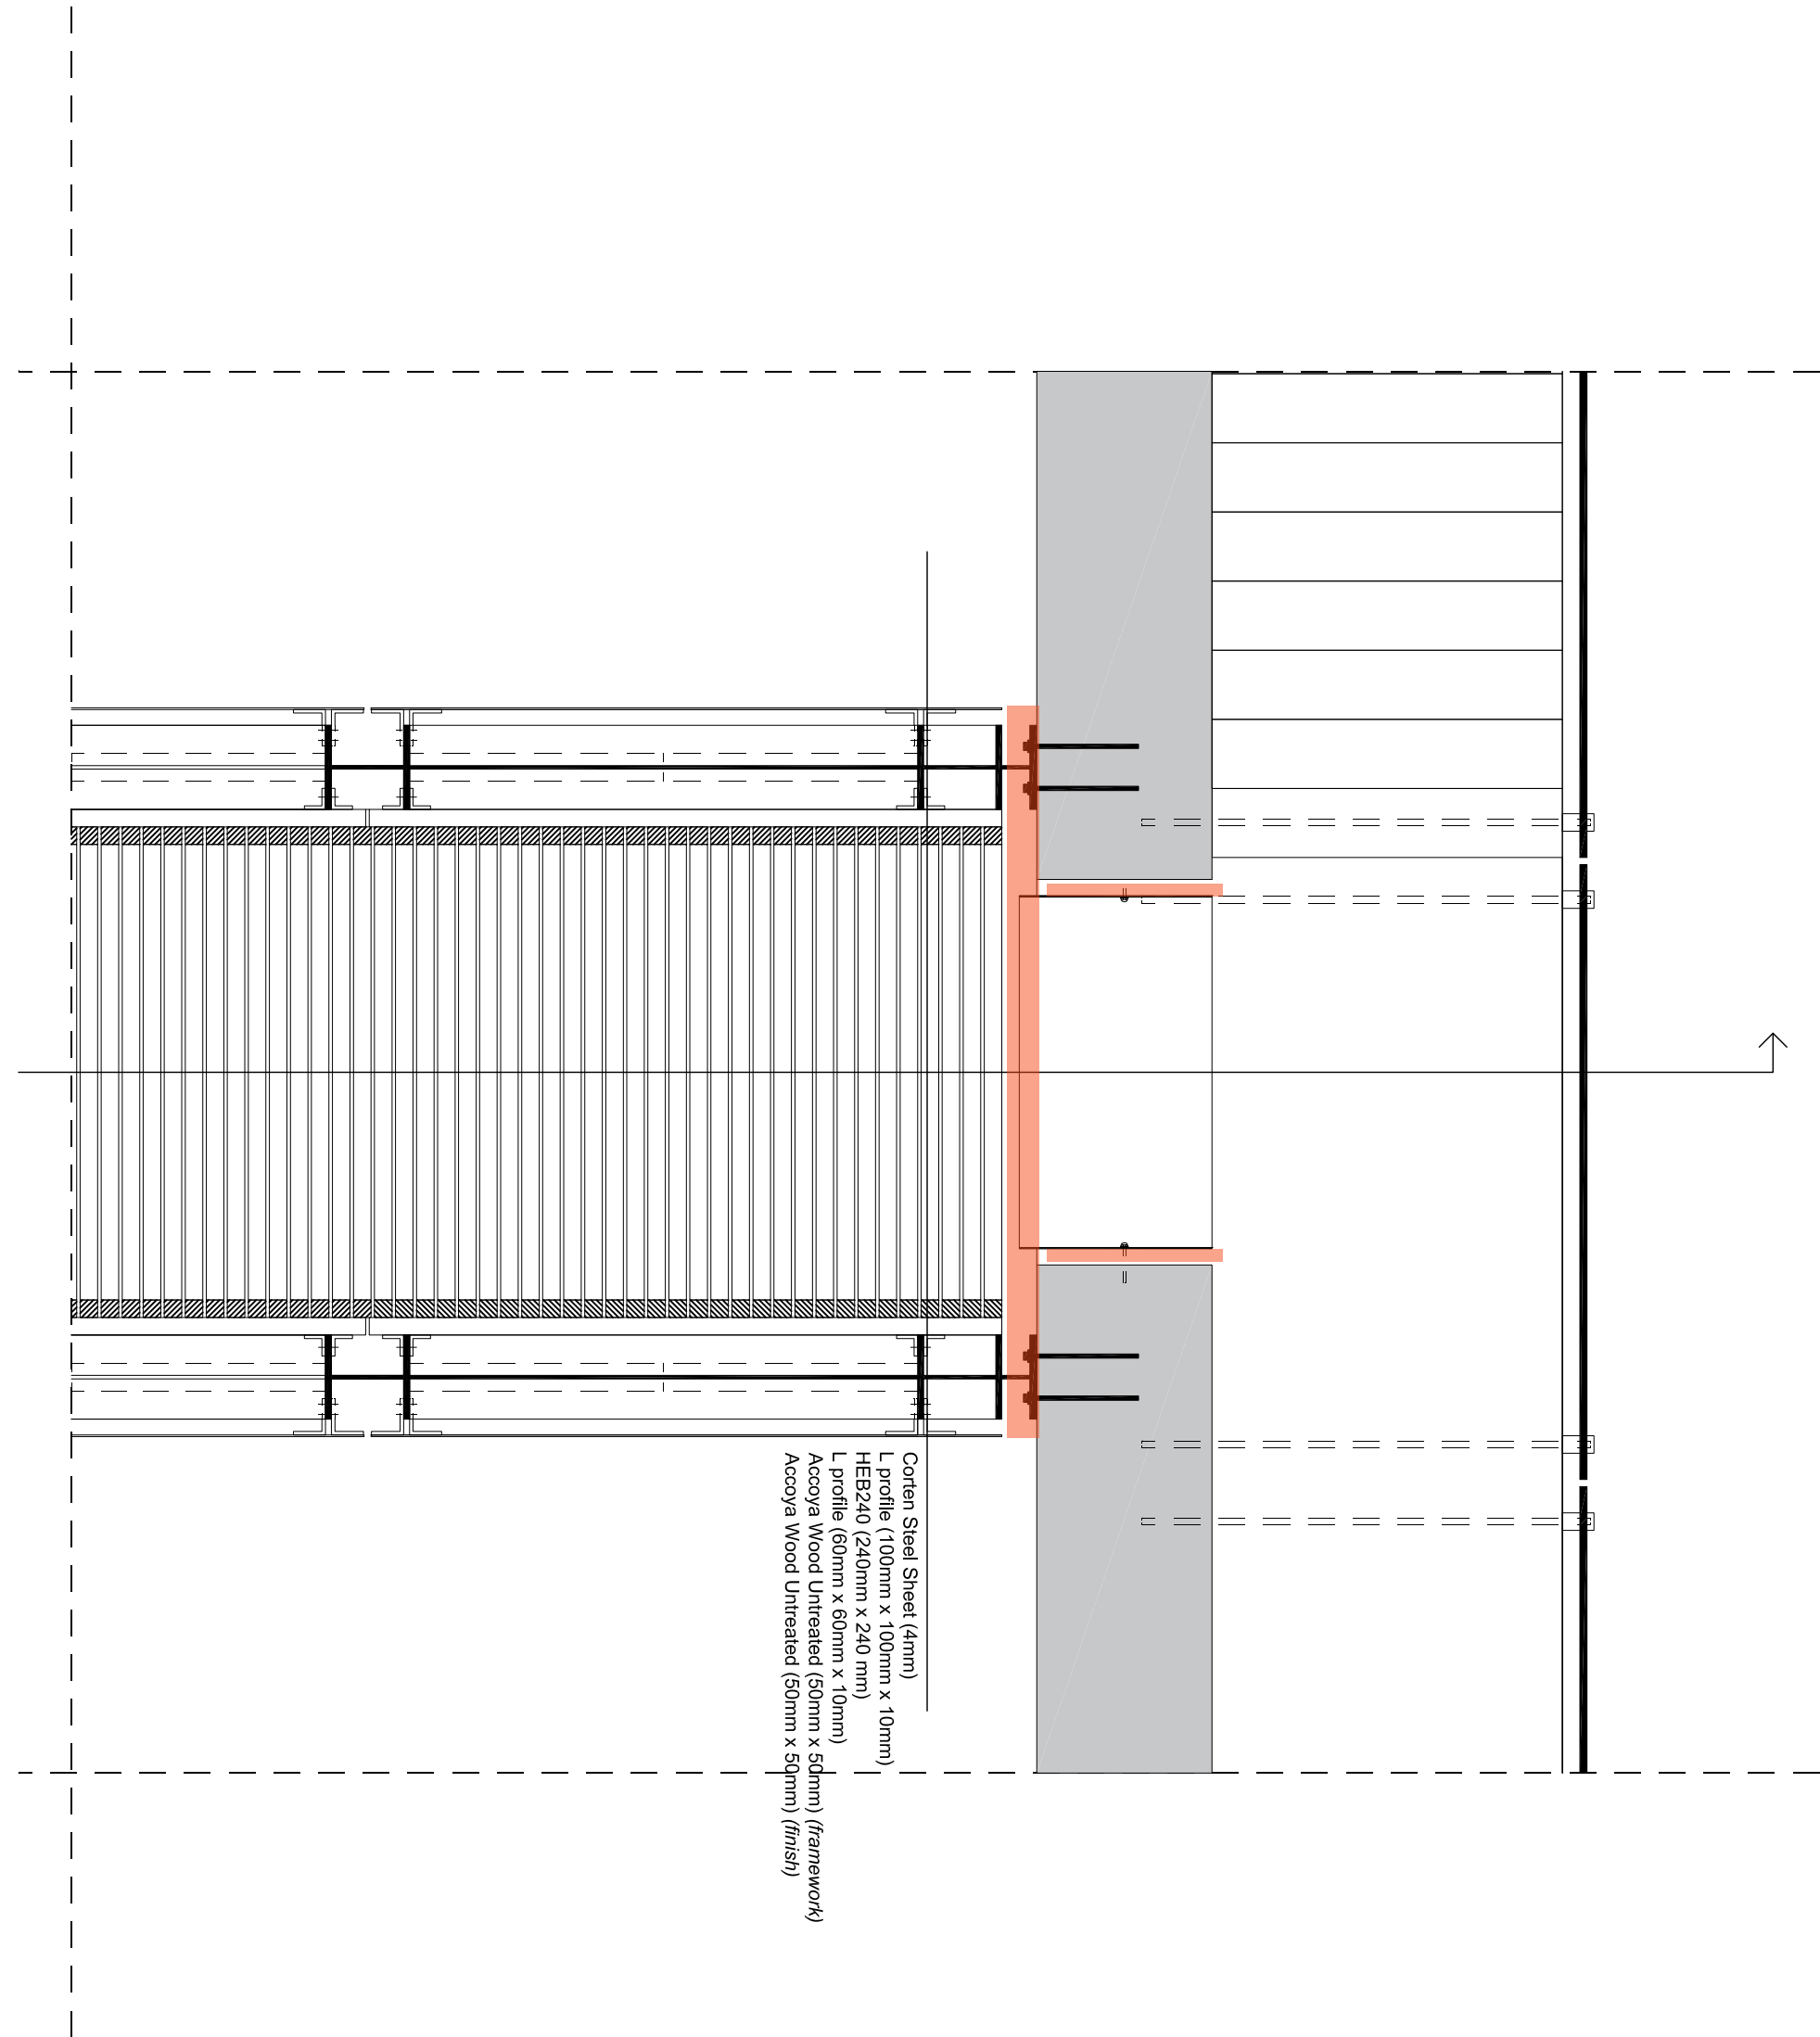 Corten Steel Sheet (4mm)
L profile (100mm x 100mm x 10mm)
HEB240 (240mm x 240 mm)
L profile (60mm x 60mm x 10mm)
Accoya Wood Untreated (50mm x 50mm) (framework)
Accoya Wood Untreated (50mm x 50mm) (finish)